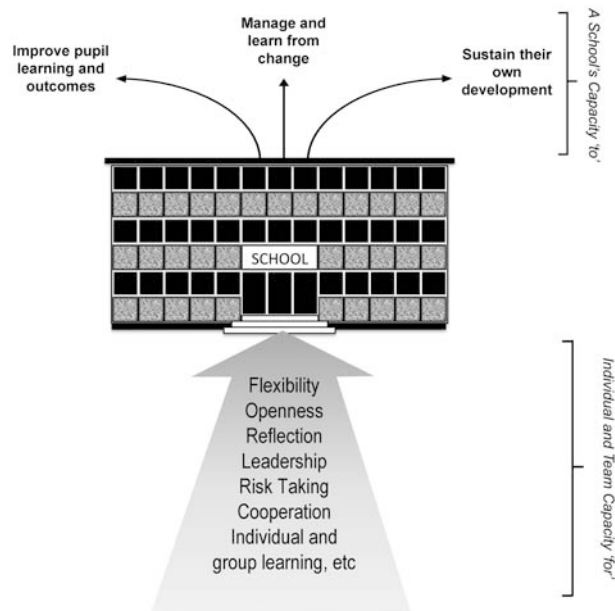 Improve pupil
learning and
outcomes
Manage and
learn from
change
Sustain their
own
development
A School's Capacity 'to'
SCHOOL
Flexibility
Openness
Reflection
Leadership
Risk Taking
Cooperation
Individual and
group learning, etc
Individual and Team Capacity 'for'